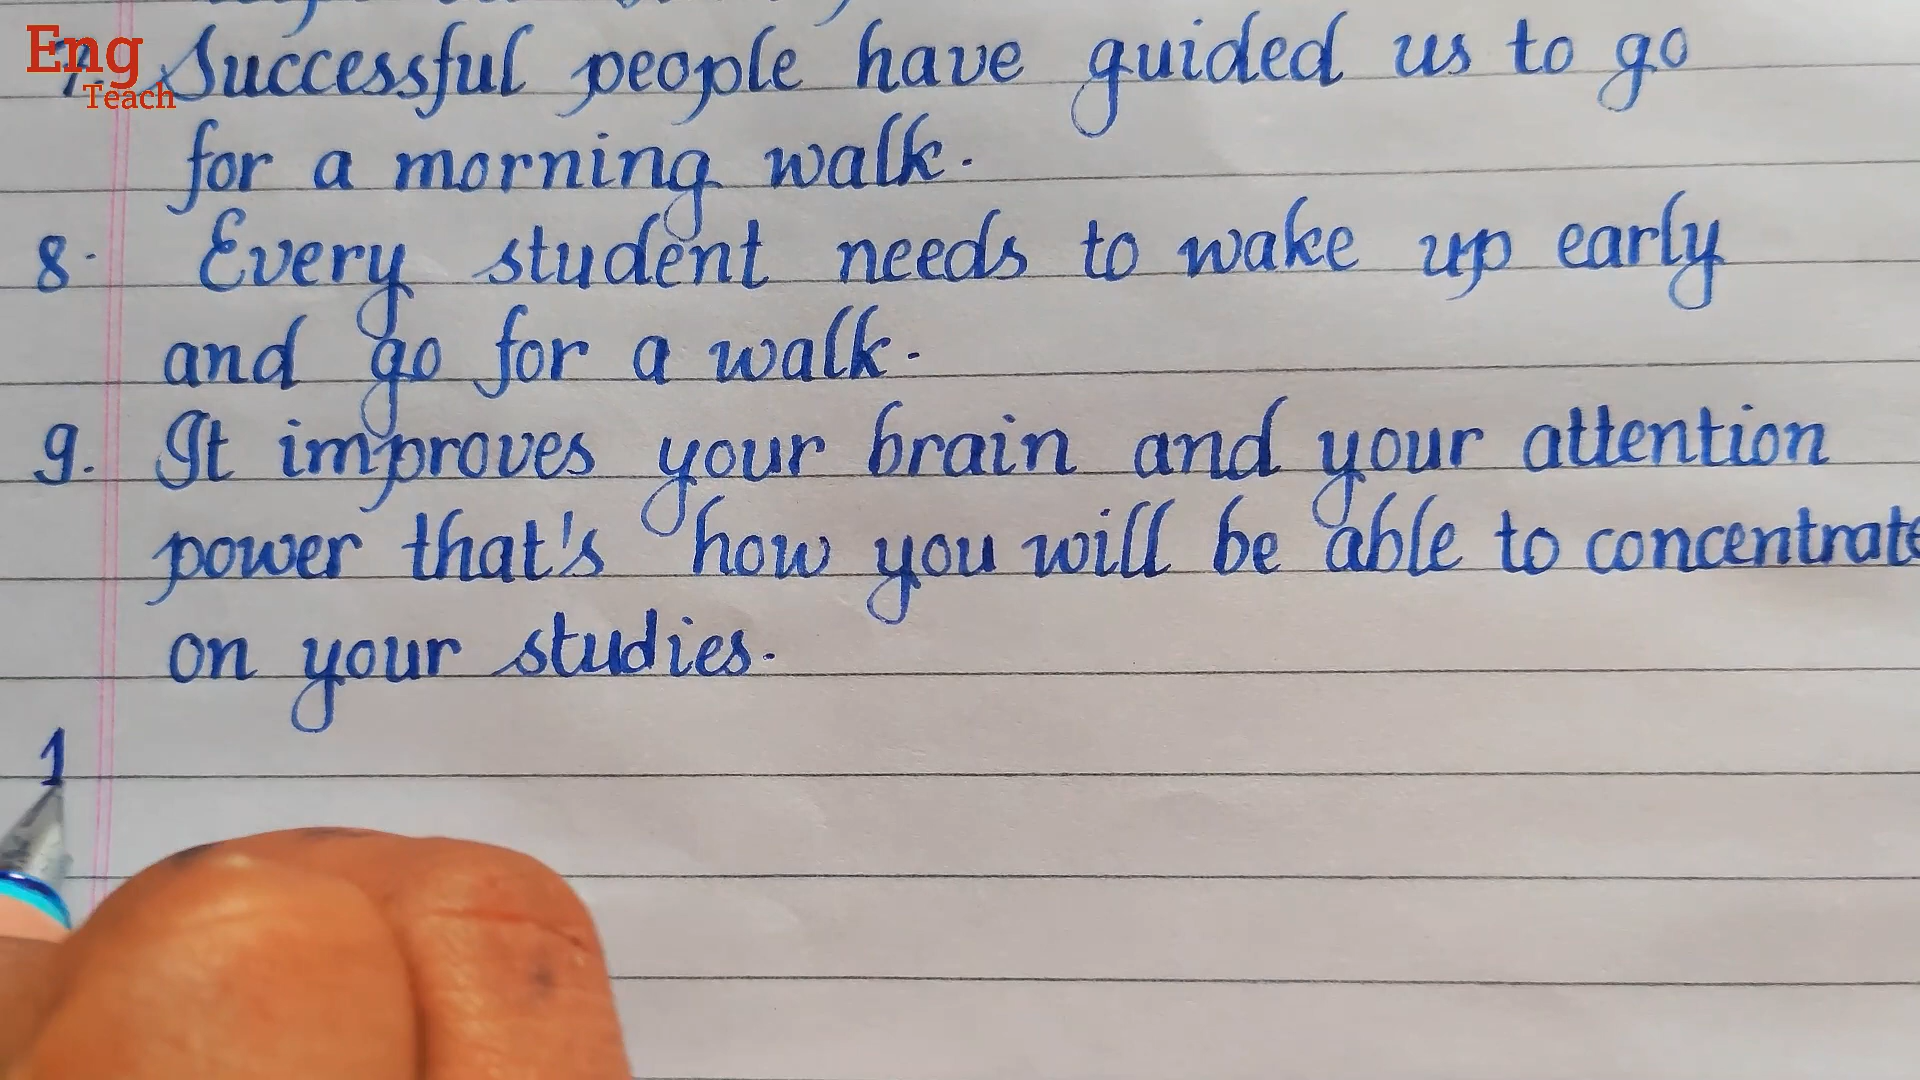 Eng
Teach
7. Successful people have guided us to go
for a morning walk.
8. Every student needs to wake up early
and go for a walk.
9. It improves your brain and your attention
power that's how you will be able to concentrate
on your studies.
1